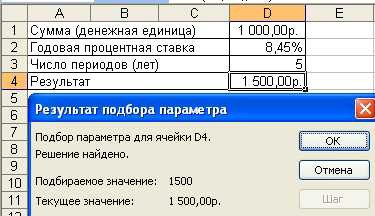 A B C D E
1 Сумма (денежная единица) 1 000,00р.
2 Годовая процентная ставка 8,45%
3 Число периодов (лет) 5
4 Результат 1 500,00р.
5
6 Результат подбора параметра
7 Подбор параметра для ячейки D4. ОК
8 Решение найдено.
9 Отмена
10 Подбираемое значение: 1500
11 Текущее значение: 1 500,00р. Шаг